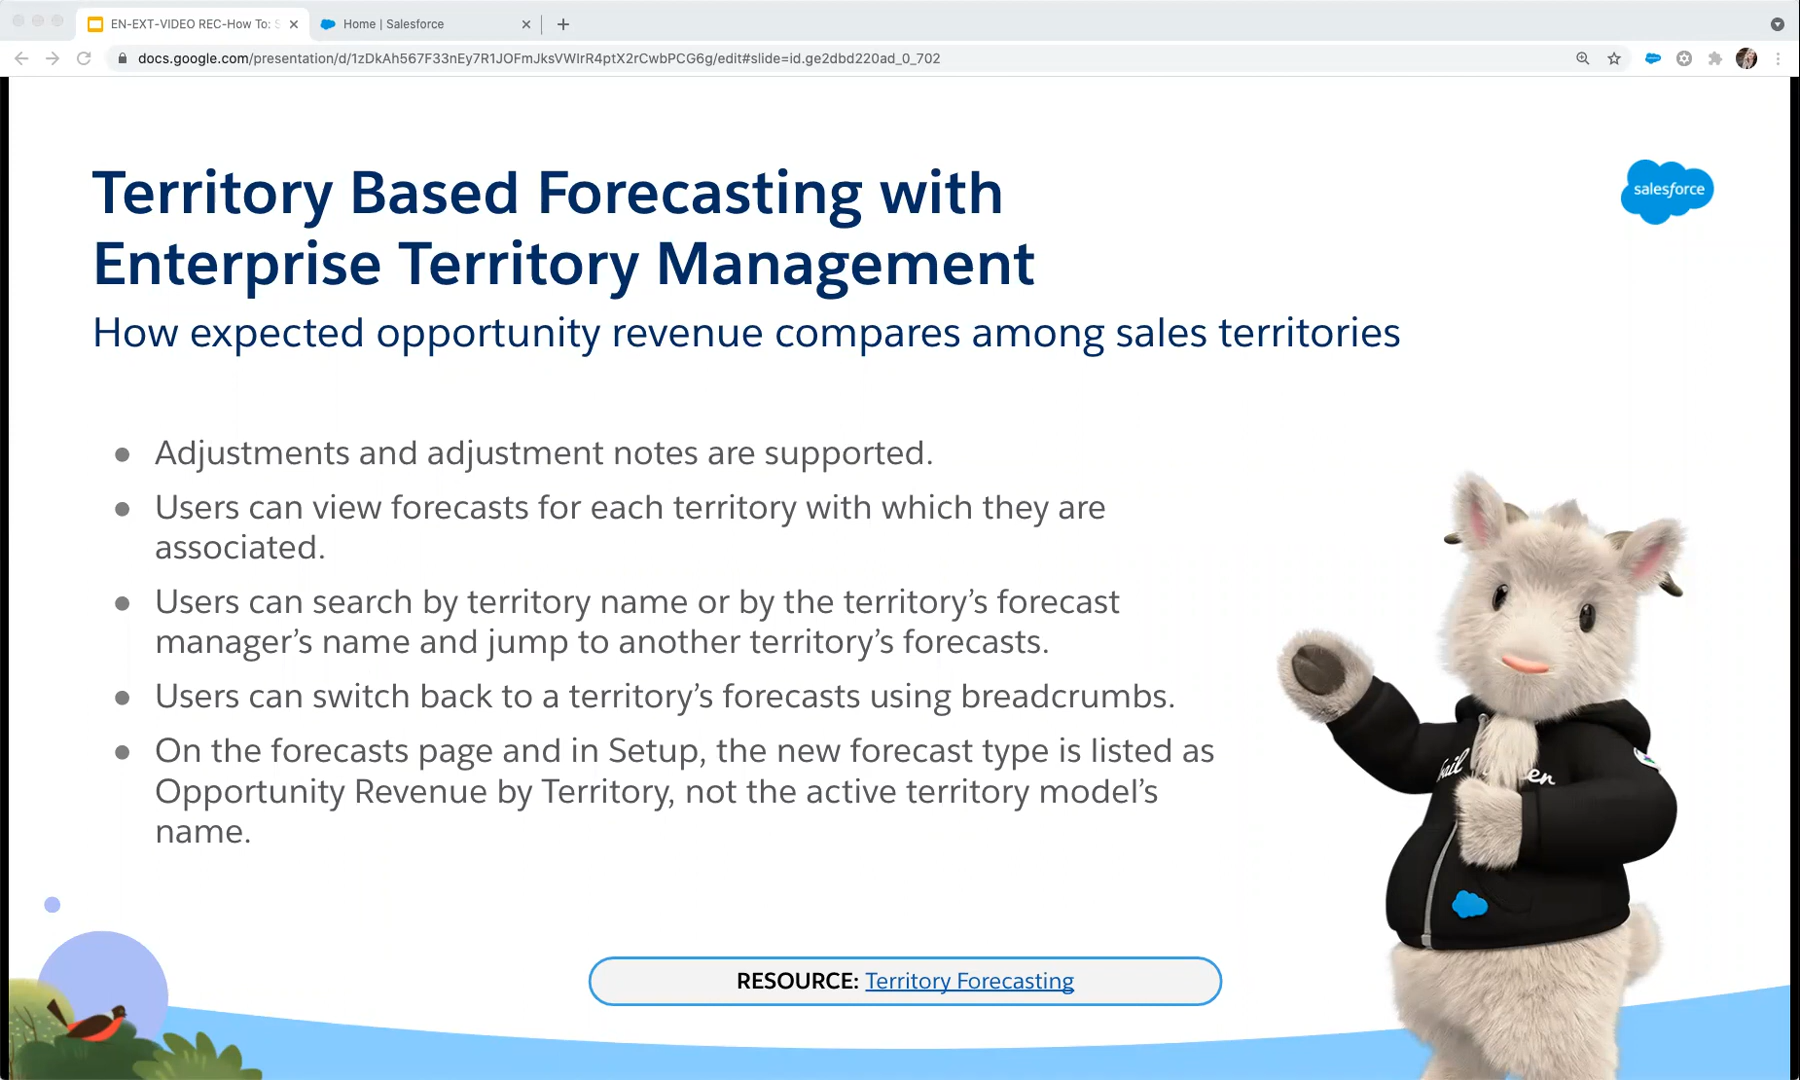 EN-EXT-VIDEO REC-How To: S
Home | Salesforce
docs.google.com/presentation/d/1zDkAh567F33nEy7R1JOFmJksVWIrR4ptX2rCwbPCG6g/edit#slide=id.ge2dbd220ad_0_702
Territory Based Forecasting with
Enterprise Territory Management
salesforce
How expected opportunity revenue compares among sales territories
● Adjustments and adjustment notes are supported.
● Users can view forecasts for each territory with which they are
associated.
● Users can search by territory name or by the territory’s forecast
manager’s name and jump to another territory’s forecasts.
● Users can switch back to a territory’s forecasts using breadcrumbs.
● On the forecasts page and in Setup, the new forecast type is listed as
Opportunity Revenue by Territory, not the active territory model’s
name.
RESOURCE: Territory Forecasting